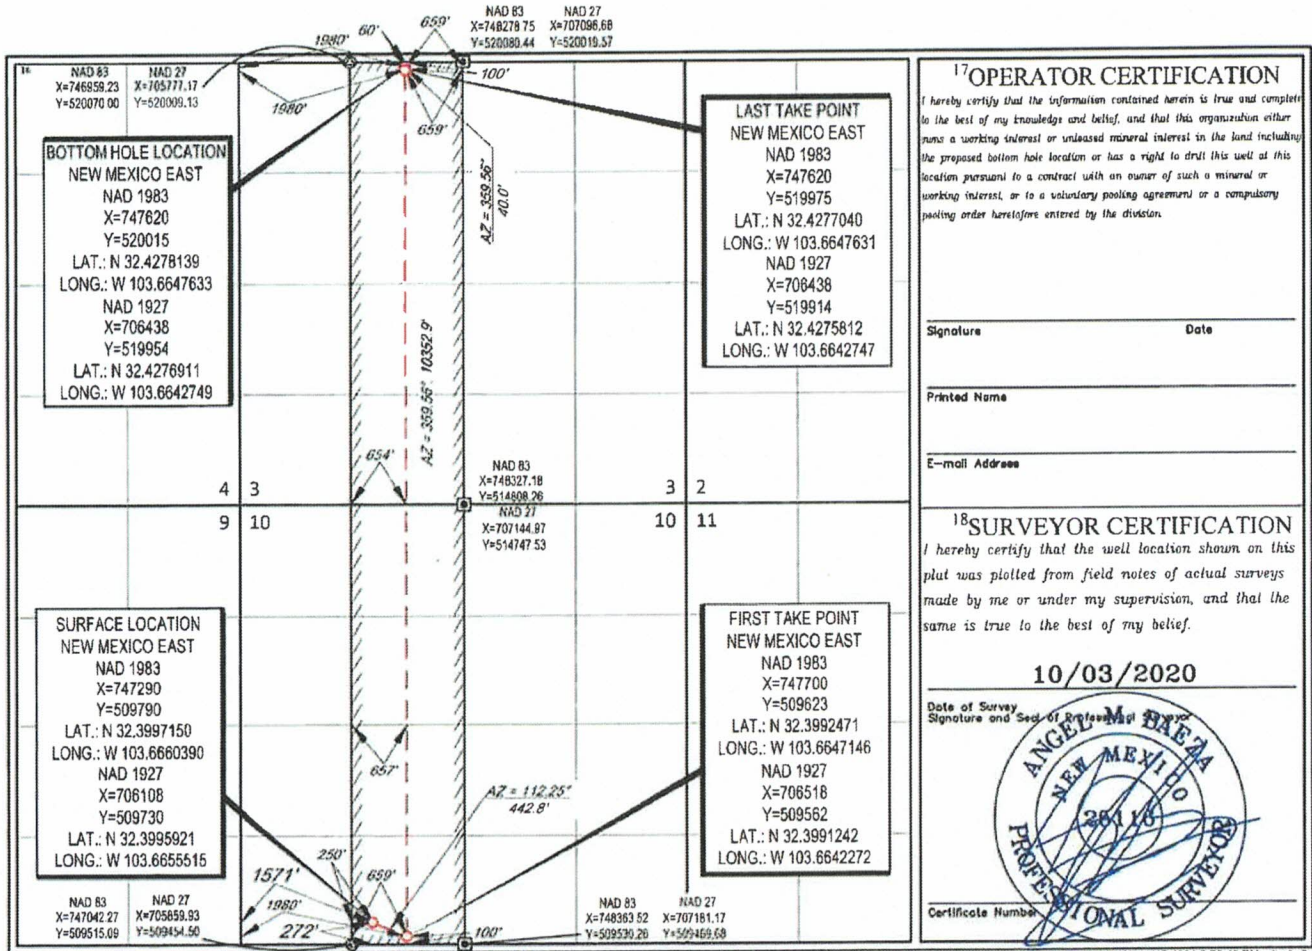 NAD 83
X=748278.75
Y=520080.44
NAD 27
X=707096.68
Y=520019.57
1980'
60'
659'
16
NAD 83
X=746959.23
Y=520070.00
NAD 27
X=705777.17
Y=520009.13
1980'
659'
100'
AZ = 359.56°
40.0'
BOTTOM HOLE LOCATION
NEW MEXICO EAST
NAD 1983
X=747620
Y=520015
LAT.: N 32.4278139
LONG.: W 103.6647633
NAD 1927
X=706438
Y=519954
LAT.: N 32.4276911
LONG.: W 103.6642749
LAST TAKE POINT
NEW MEXICO EAST
NAD 1983
X=747620
Y=519975
LAT.: N 32.4277040
LONG.: W 103.6647631
NAD 1927
X=706438
Y=519914
LAT.: N 32.4275812
LONG.: W 103.6642747
AZ = 359.56° 10352.9'
654'
NAD 83
X=748327.18
Y=514808.26
NAD 27
X=707144.97
Y=514747.53
4 3
9 10
3 2
10 11
SURFACE LOCATION
NEW MEXICO EAST
NAD 1983
X=747290
Y=509790
LAT.: N 32.3997150
LONG.: W 103.6660390
NAD 1927
X=706108
Y=509730
LAT.: N 32.3995921
LONG.: W 103.6655515
FIRST TAKE POINT
NEW MEXICO EAST
NAD 1983
X=747700
Y=509623
LAT.: N 32.3992471
LONG.: W 103.6647146
NAD 1927
X=706518
Y=509562
LAT.: N 32.3991242
LONG.: W 103.6642272
657'
AZ = 112.25°
442.8'
250'
1571'
659'
1980'
272'
100'
NAD 83
X=747042.27
Y=509515.09
NAD 27
X=705859.93
Y=509454.50
NAD 83
X=748363.52
Y=509530.26
NAD 27
X=707181.17
Y=509469.68
17 OPERATOR CERTIFICATION
I hereby certify that the information contained herein is true and complete
to the best of my knowledge and belief, and that this organization either
owns a working interest or unleased mineral interest in the land including
the proposed bottom hole location or has a right to drill this well at this
location pursuant to a contract with an owner of such a mineral or
working interest, or to a voluntary pooling agreement or a compulsory
pooling order heretofore entered by the division.
Signature Date
Printed Name
E-mail Address
18 SURVEYOR CERTIFICATION
I hereby certify that the well location shown on this
plat was plotted from field notes of actual surveys
made by me or under my supervision, and that the
same is true to the best of my belief.
10/03/2020
Date of Survey
Signature and Seal of Professional Surveyor
ANGEL M. BAEZA
NEW MEXICO
PROFESSIONAL SURVEYOR
Certificate Number